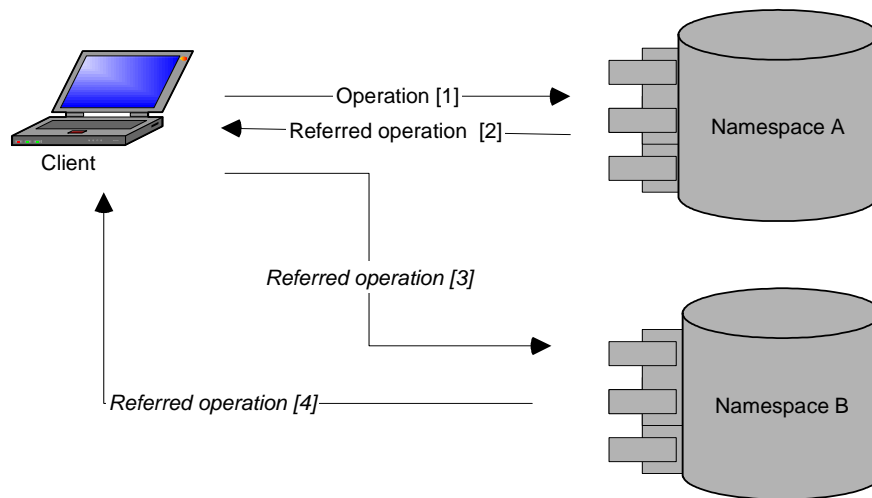 Operation [1]
Referred operation [2]
Namespace A
Client
Referred operation [3]
Referred operation [4]
Namespace B